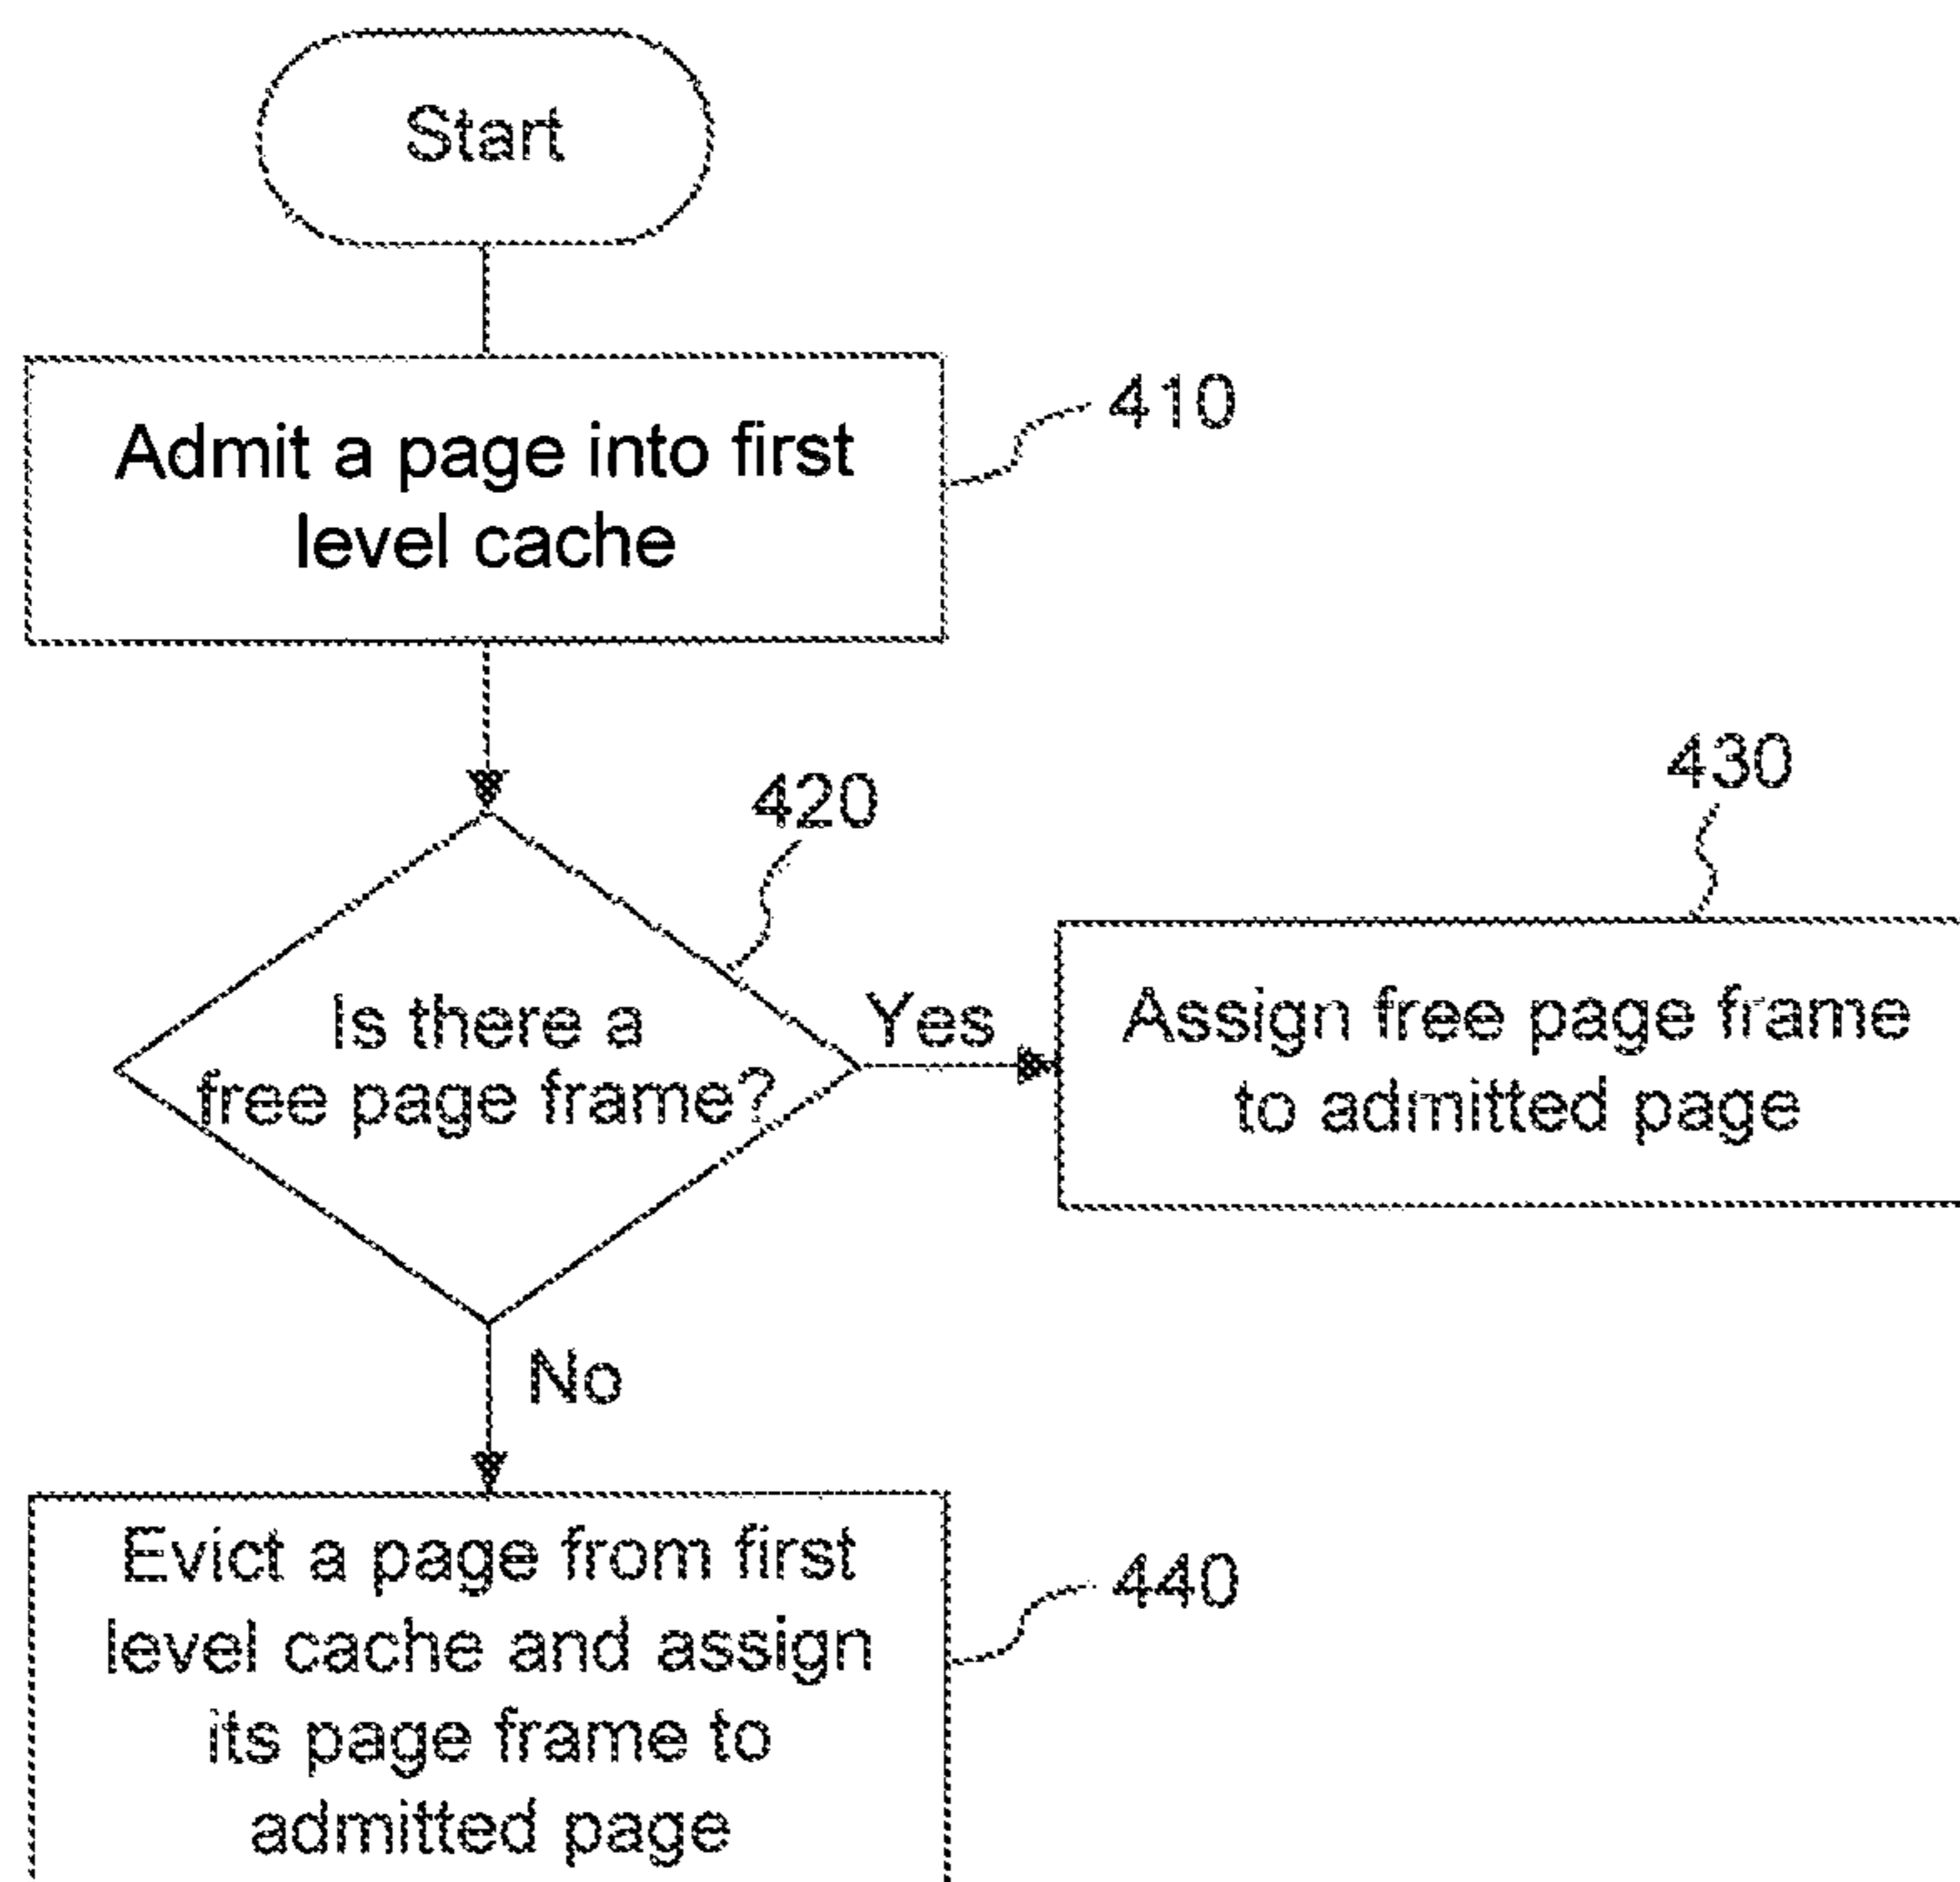 Start
Admit a page into first
level cache
410
420
430
Is there a
free page frame?
Yes
Assign free page frame
to admitted page
No
Evict a page from first
level cache and assign
its page frame to
admitted page
440